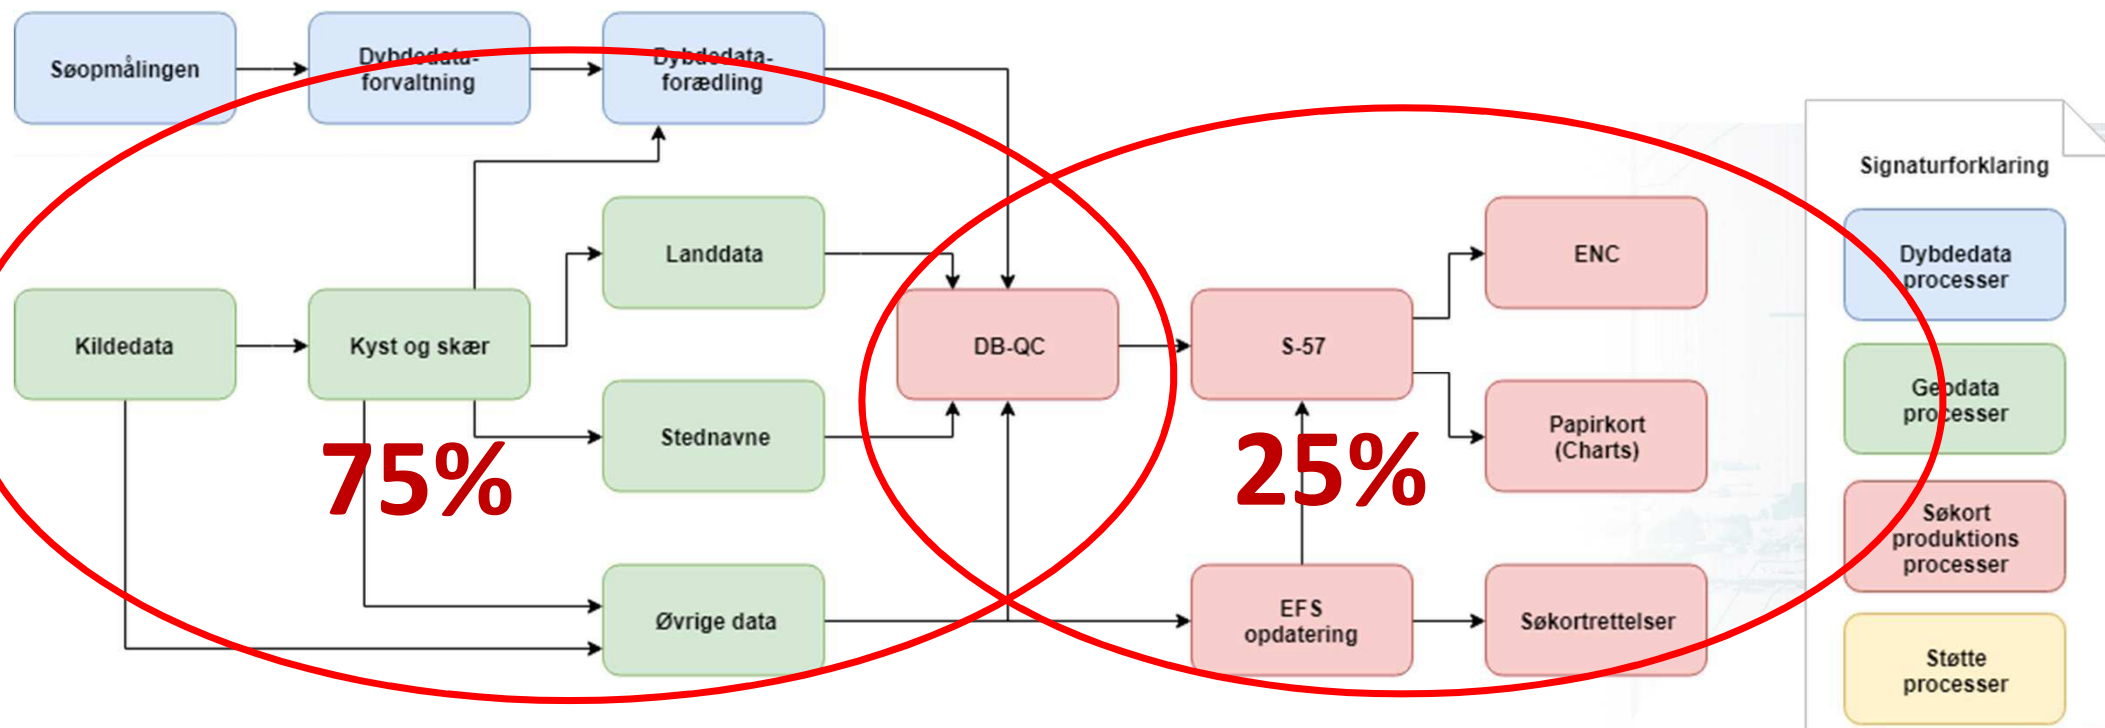 Søopmålingen
Dybdedata-
forvaltning
Dybdedata-
forædling
Signaturforklaring
Landdata
ENC
Dybdedata
processer
Kildedata
Kyst og skær
DB-QC
S-57
Geodata
processer
Stednavne
Papirkort
(Charts)
75%
25%
Søkort
produktions
processer
Øvrige data
EFS
opdatering
Søkortrettelser
Støtte
processer